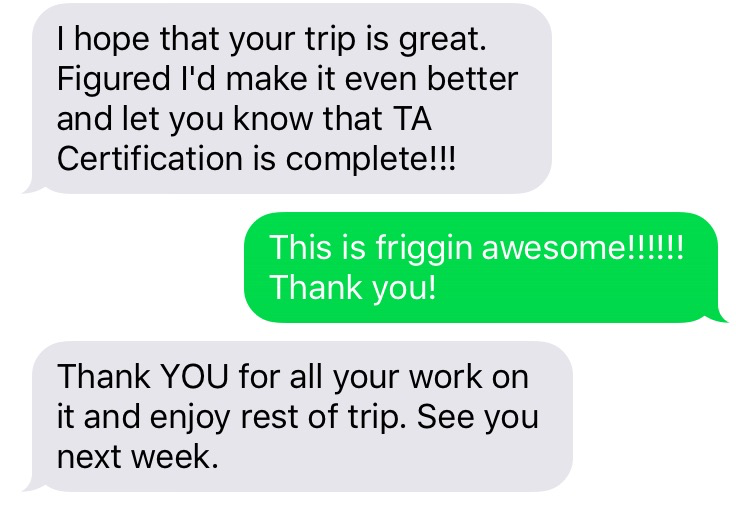 I hope that your trip is great.
Figured I'd make it even better
and let you know that TA
Certification is complete!!!
This is friggin awesome!!!!!!
Thank you!
Thank YOU for all your work on
it and enjoy rest of trip. See you
next week.